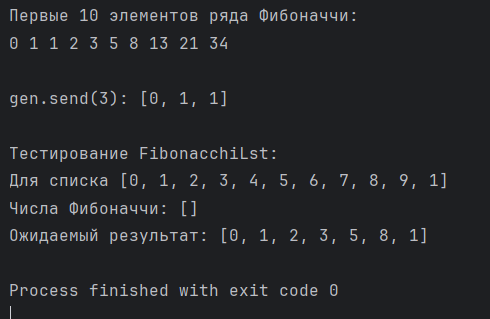 Первые 10 элементов ряда Фибоначчи:
0 1 1 2 3 5 8 13 21 34
gen.send(3): [0, 1, 1]
Тестирование FibonacciLst:
Для списка [0, 1, 2, 3, 4, 5, 6, 7, 8, 9, 1]
Числа Фибоначчи: []
Ожидаемый результат: [0, 1, 2, 3, 5, 8, 1]
Process finished with exit code 0